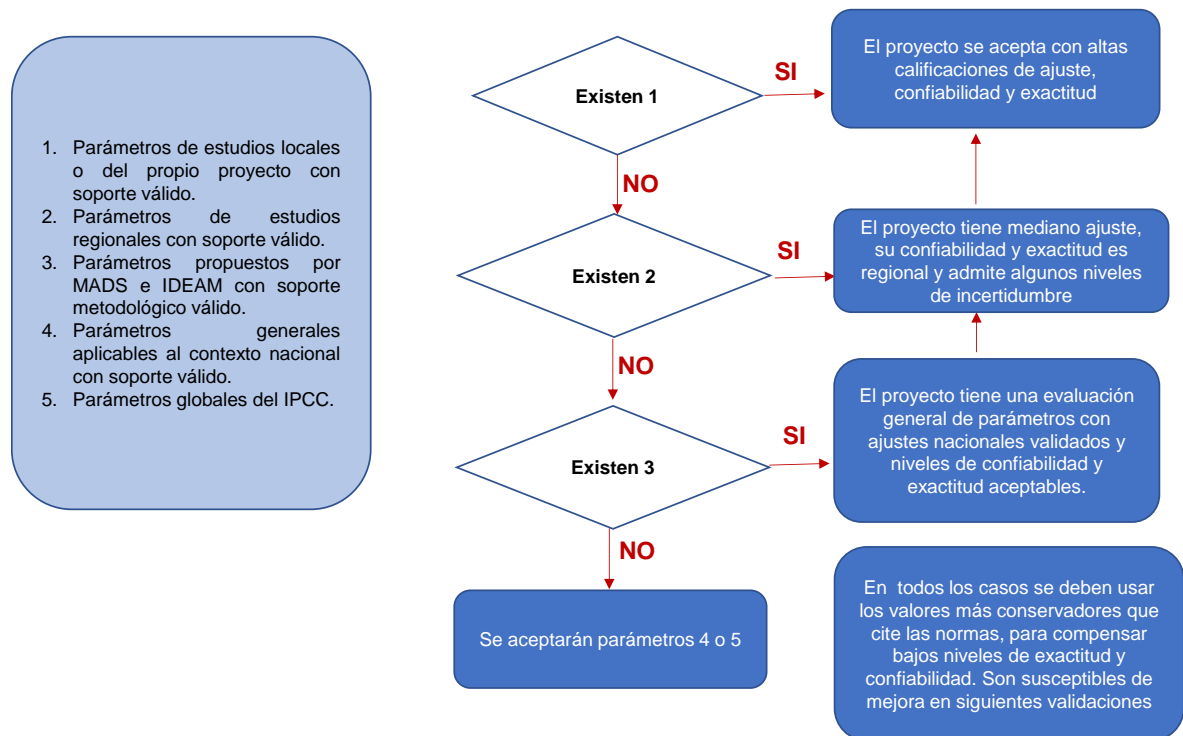 1. Parámetros de estudios locales
o del propio proyecto con
soporte válido.
2. Parámetros de estudios
regionales con soporte válido.
3. Parámetros propuestos por
MADS e IDEAM con soporte
metodológico válido.
4. Parámetros generales
aplicables al contexto nacional
con soporte válido.
5. Parámetros globales del IPCC.
Existen 1
SI
El proyecto se acepta con altas
calificaciones de ajuste,
confiabilidad y exactitud
NO
Existen 2
SI
El proyecto tiene mediano ajuste,
su confiabilidad y exactitud es
regional y admite algunos niveles
de incertidumbre
NO
Existen 3
SI
El proyecto tiene una evaluación
general de parámetros con
ajustes nacionales validados y
niveles de confiabilidad y
exactitud aceptables.
NO
Se aceptarán parámetros 4 o 5
En todos los casos se deben usar
los valores más conservadores que
cite las normas, para compensar
bajos niveles de exactitud y
confiabilidad. Son susceptibles de
mejora en siguientes validaciones